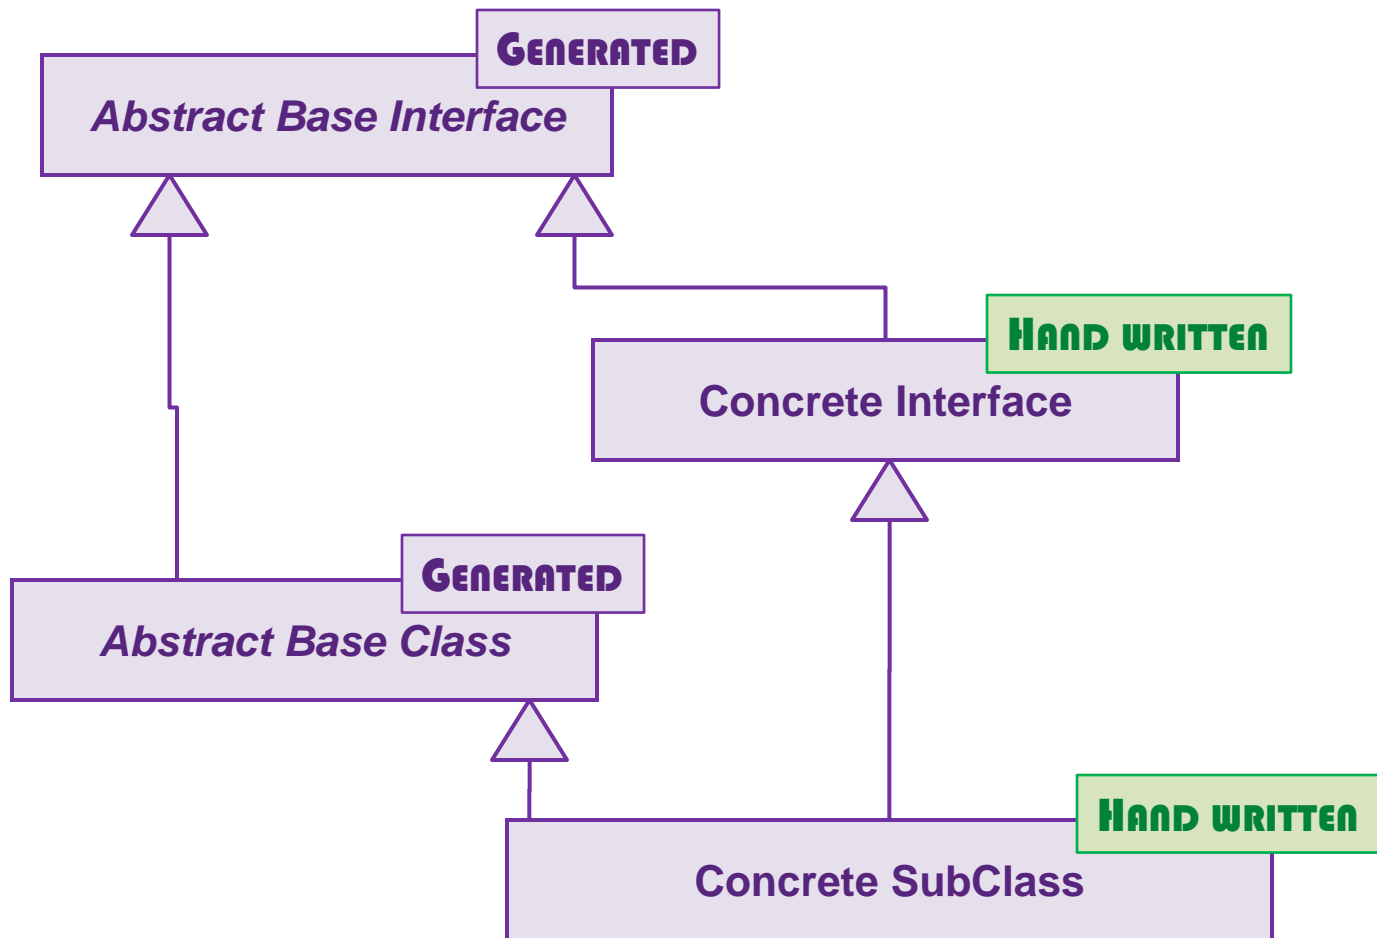 GENERATED
Abstract Base Interface
HAND WRITTEN
Concrete Interface
GENERATED
Abstract Base Class
HAND WRITTEN
Concrete SubClass